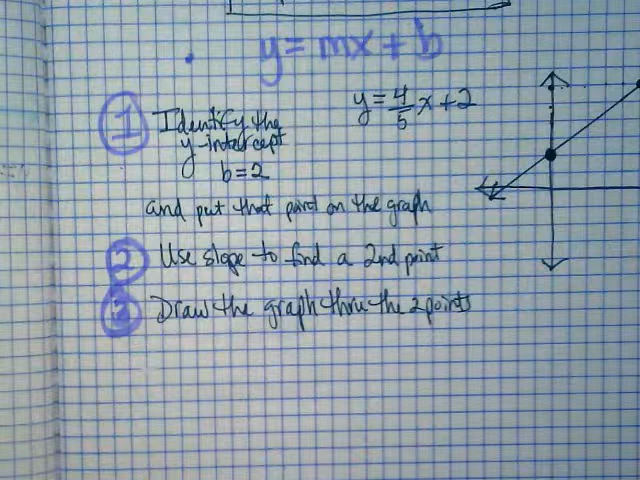 y = mx + b
y = 4/5 x + 2
1 Identify the
y-intercept
b = 2
and put that point on the graph
2 Use slope to find a 2nd point
3 Draw the graph thru the 2 points